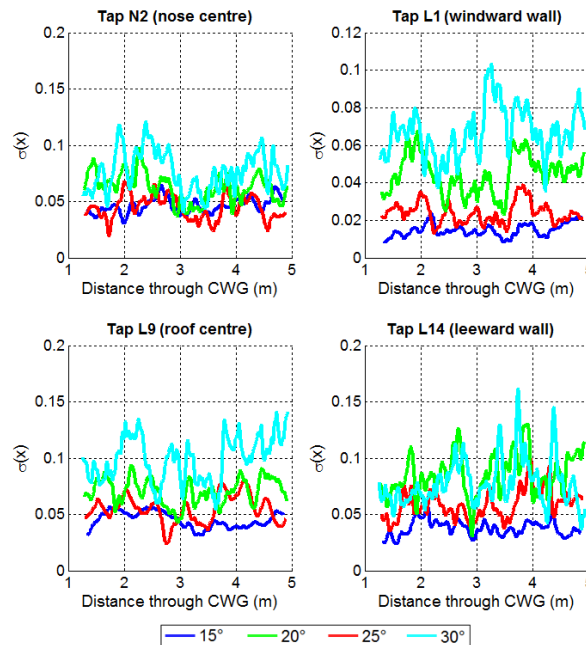 Tap N2 (nose centre)
0.2
0.15
0.1
0.05
0
σ(x)
1 2 3 4 5
Distance through CWG (m)
Tap L1 (windward wall)
0.12
0.1
0.08
0.06
0.04
0.02
0
σ(x)
1 2 3 4 5
Distance through CWG (m)
Tap L9 (roof centre)
0.2
0.15
0.1
0.05
0
σ(x)
1 2 3 4 5
Distance through CWG (m)
Tap L14 (leeward wall)
0.2
0.15
0.1
0.05
0
σ(x)
1 2 3 4 5
Distance through CWG (m)
15° 20° 25° 30°